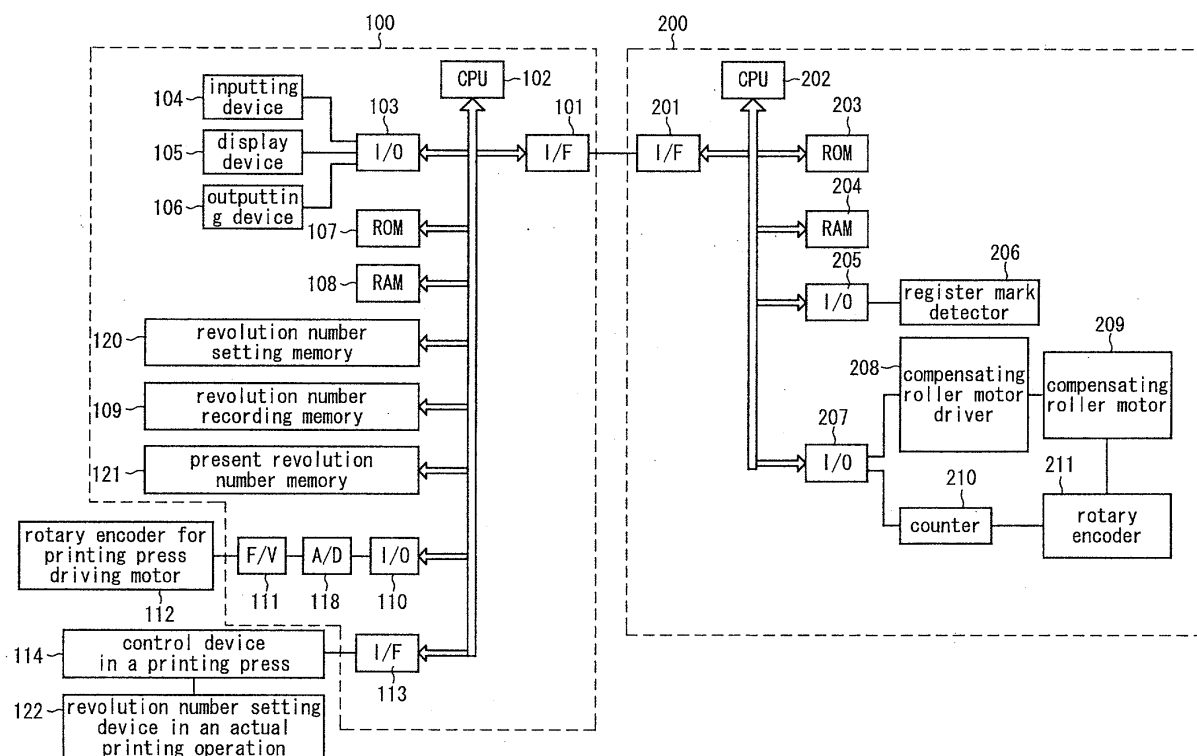 100
200
CPU
102
CPU
202
104
inputting
device
103
I/O
101
I/F
201
I/F
203
ROM
105
display
device
106
outputtin
g device
107
ROM
204
RAM
108
RAM
205
I/O
206
register mark
detector
120
revolution number
setting memory
209
208
compensating
roller motor
driver
compensating
roller motor
109
revolution number
recording memory
207
I/O
121
present revolution
number memory
210
counter
211
rotary
encoder
rotary encoder for
printing press
driving motor
112
F/V
111
A/D
118
I/O
110
114
control device
in a printing press
I/F
113
122
revolution number setting
device in an actual
printing operation